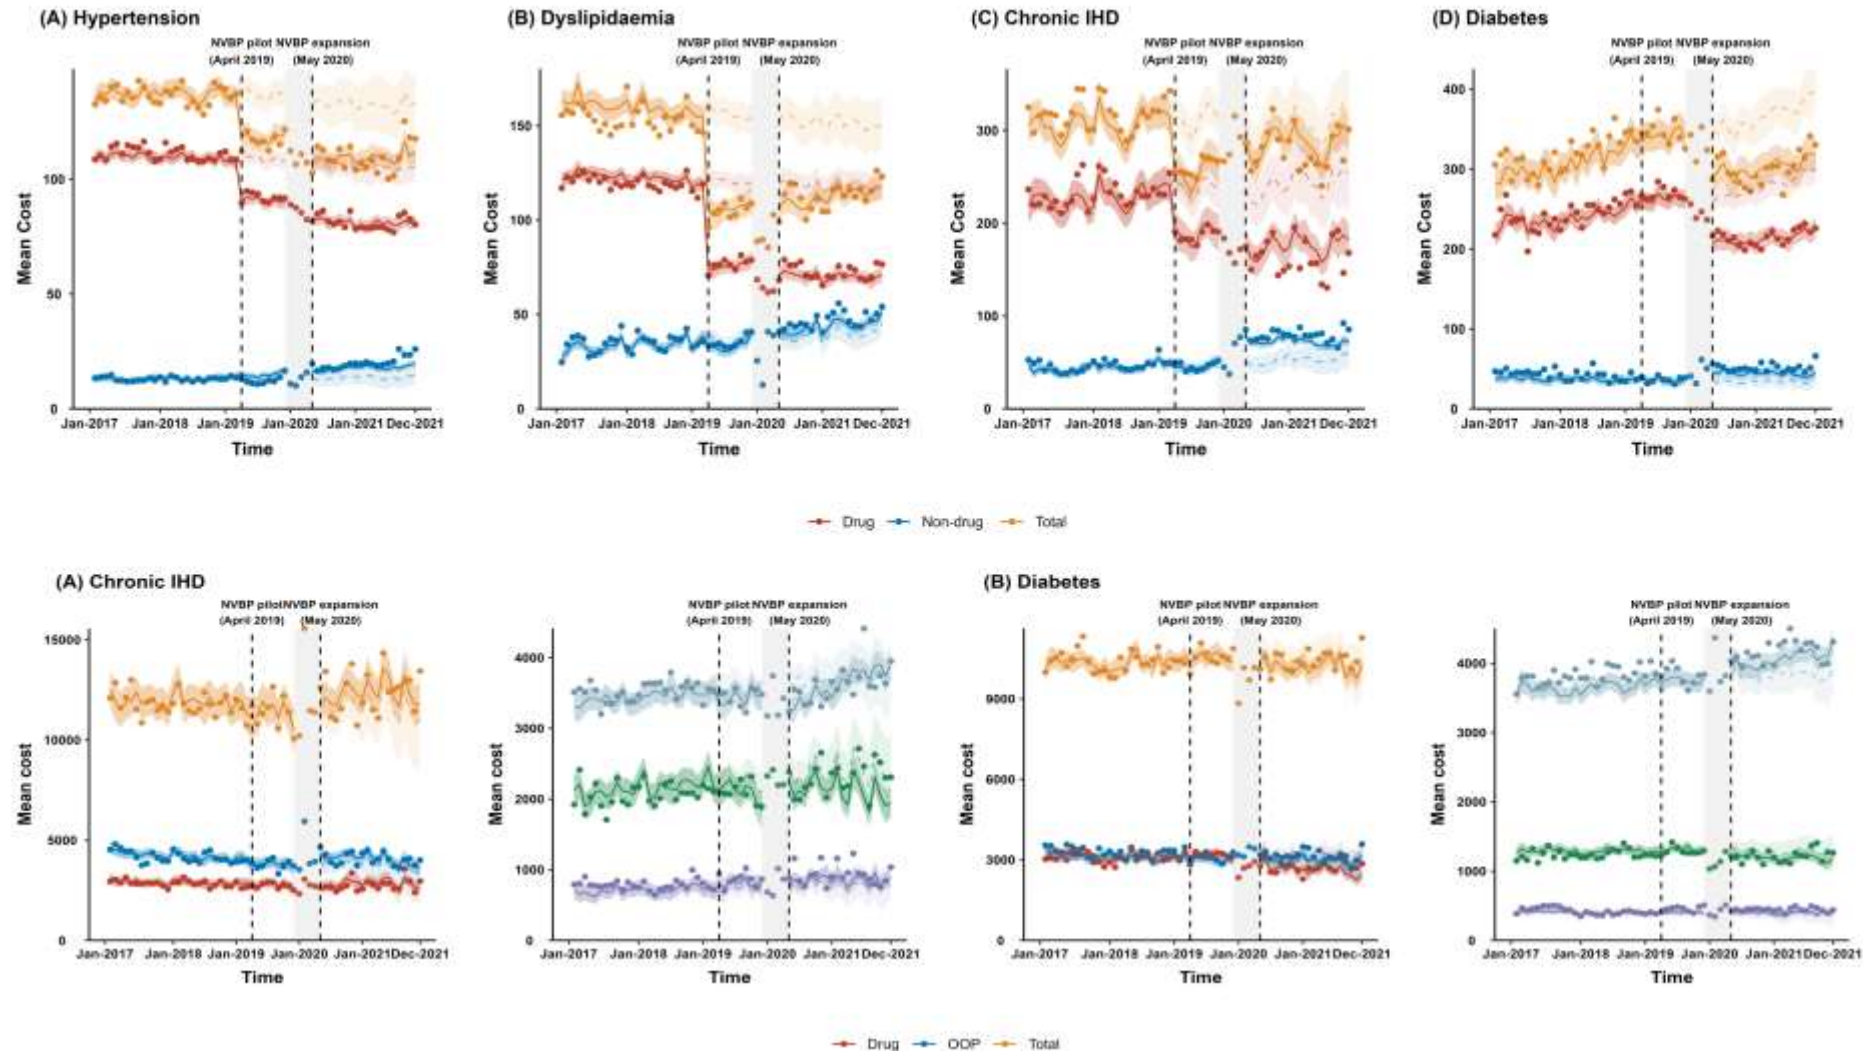 (A) Hypertension
NVBP pilot NVBP expansion
(April 2019) (May 2020)
100
50
0
Mean Cost
Jan-2017 Jan-2018 Jan-2019 Jan-2020 Jan-2021 Dec-2021
Time
(B) Dyslipidaemia
NVBP pilot NVBP expansion
(April 2019) (May 2020)
150
100
50
0
Mean Cost
Jan-2017 Jan-2018 Jan-2019 Jan-2020 Jan-2021 Dec-2021
Time
(C) Chronic IHD
NVBP pilot NVBP expansion
(April 2019) (May 2020)
300
200
100
0
Mean Cost
Jan-2017 Jan-2018 Jan-2019 Jan-2020 Jan-2021 Dec-2021
Time
(D) Diabetes
NVBP pilot NVBP expansion
(April 2019) (May 2020)
400
300
200
100
0
Mean Cost
Jan-2017 Jan-2018 Jan-2019 Jan-2020 Jan-2021 Dec-2021
Time
Drug Non-drug Total
(A) Chronic IHD
NVBP pilot NVBP expansion
(April 2019) (May 2020)
15000
10000
5000
0
Mean cost
Jan-2017 Jan-2018 Jan-2019 Jan-2020 Jan-2021 Dec-2021
Time
NVBP pilot NVBP expansion
(April 2019) (May 2020)
4000
3000
2000
1000
0
Mean cost
Jan-2017 Jan-2018 Jan-2019 Jan-2020 Jan-2021 Dec-2021
Time
(B) Diabetes
NVBP pilot NVBP expansion
(April 2019) (May 2020)
9000
6000
3000
0
Mean cost
Jan-2017 Jan-2018 Jan-2019 Jan-2020 Jan-2021 Dec-2021
Time
NVBP pilot NVBP expansion
(April 2019) (May 2020)
4000
3000
2000
1000
0
Mean cost
Jan-2017 Jan-2018 Jan-2019 Jan-2020 Jan-2021 Dec-2021
Time
Drug OOP Total